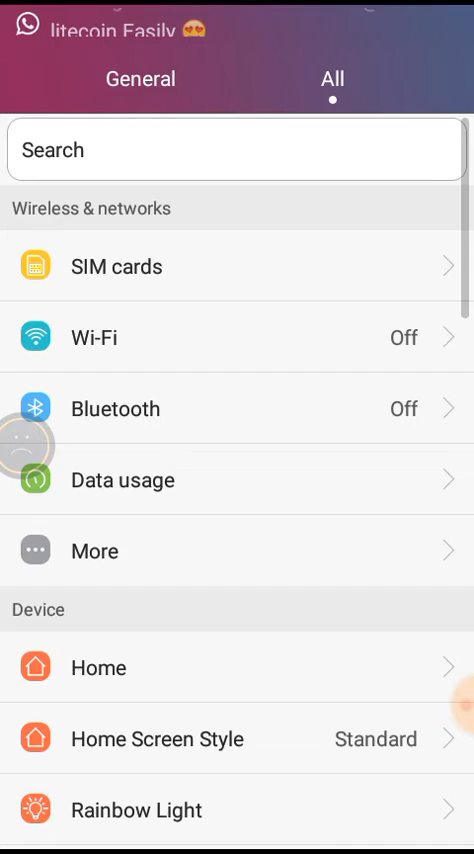 litecoin Easily 😍
General
All
Search
Wireless & networks
SIM cards
Wi-Fi
Off
Bluetooth
Off
Data usage
More
Device
Home
Home Screen Style
Standard
Rainbow Light